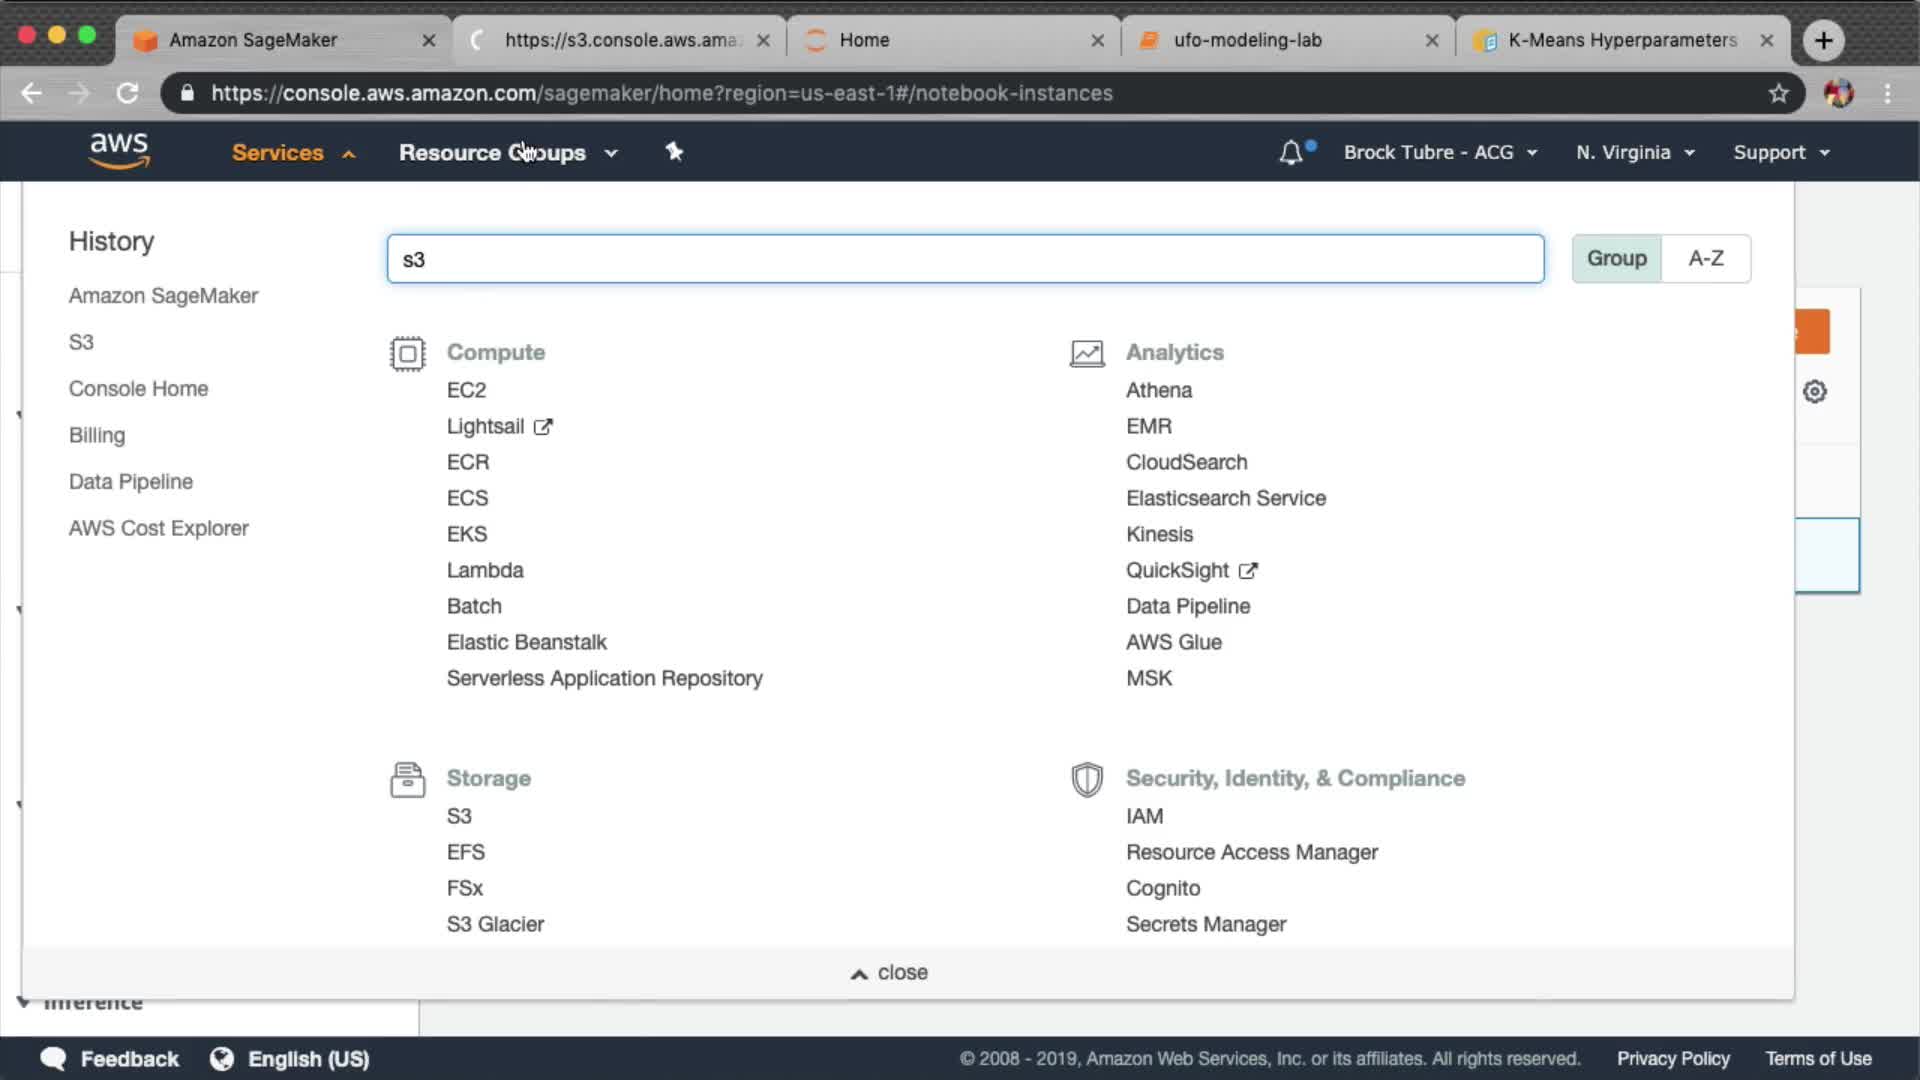 Amazon SageMaker
https://s3.console.aws.ama
Home
ufo-modeling-lab
K-Means Hyperparameters
https://console.aws.amazon.com/sagemaker/home?region=us-east-1#/notebook-instances
aws
Services
Resource Groups
Brock Tubre - ACG
N. Virginia
Support
History
s3
Group
A-Z
Amazon SageMaker
S3
Console Home
Billing
Data Pipeline
AWS Cost Explorer
Compute
EC2
Lightsail
ECR
ECS
EKS
Lambda
Batch
Elastic Beanstalk
Serverless Application Repository
Analytics
Athena
EMR
CloudSearch
Elasticsearch Service
Kinesis
QuickSight
Data Pipeline
AWS Glue
MSK
Storage
S3
EFS
FSx
S3 Glacier
Security, Identity, & Compliance
IAM
Resource Access Manager
Cognito
Secrets Manager
close
Inference
Feedback
English (US)
© 2008 - 2019, Amazon Web Services, Inc. or its affiliates. All rights reserved.
Privacy Policy
Terms of Use